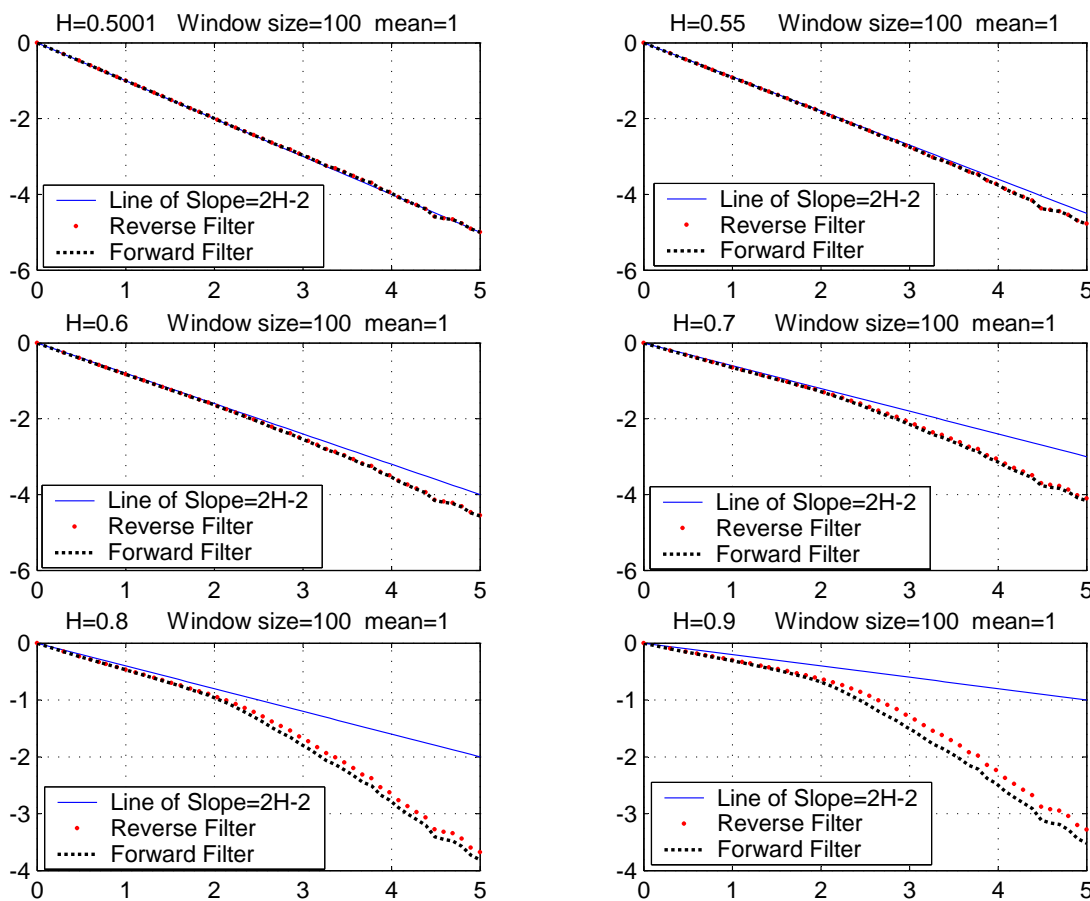 H=0.5001 Window size=100 mean=1
0
-2
-4
-6
0 1 2 3 4 5
Line of Slope=2H-2
Reverse Filter
Forward Filter
H=0.55 Window size=100 mean=1
0
-2
-4
-6
0 1 2 3 4 5
Line of Slope=2H-2
Reverse Filter
Forward Filter
H=0.6 Window size=100 mean=1
0
-2
-4
-6
0 1 2 3 4 5
Line of Slope=2H-2
Reverse Filter
Forward Filter
H=0.7 Window size=100 mean=1
0
-2
-4
-6
0 1 2 3 4 5
Line of Slope=2H-2
Reverse Filter
Forward Filter
H=0.8 Window size=100 mean=1
0
-1
-2
-3
-4
0 1 2 3 4 5
Line of Slope=2H-2
Reverse Filter
Forward Filter
H=0.9 Window size=100 mean=1
0
-1
-2
-3
-4
0 1 2 3 4 5
Line of Slope=2H-2
Reverse Filter
Forward Filter